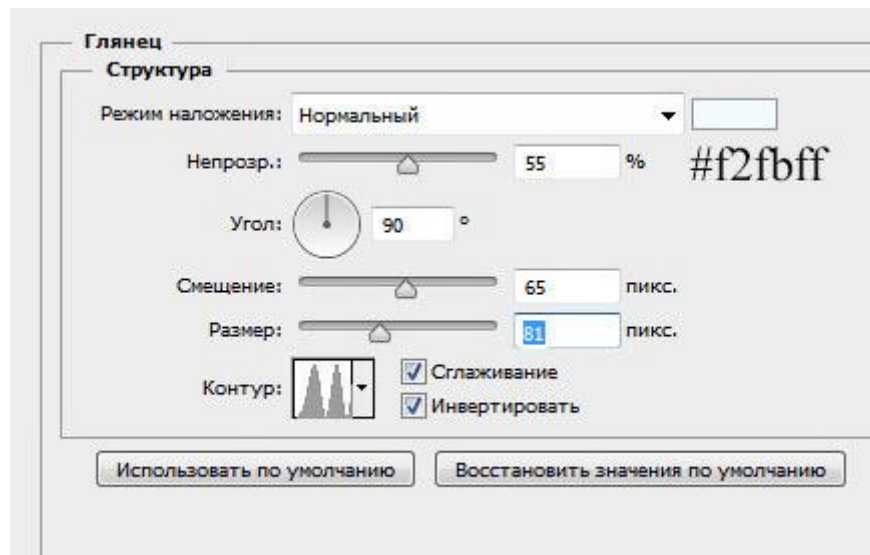 Глянец
Структура
Режим наложения: Нормальный
#f2fbff
Непрозр.: 55 %
Угол: 90 °
Смещение: 65 пикс.
Размер: 81 пикс.
Контур: Сглаживание
Инвертировать
Использовать по умолчанию Восстановить значения по умолчанию